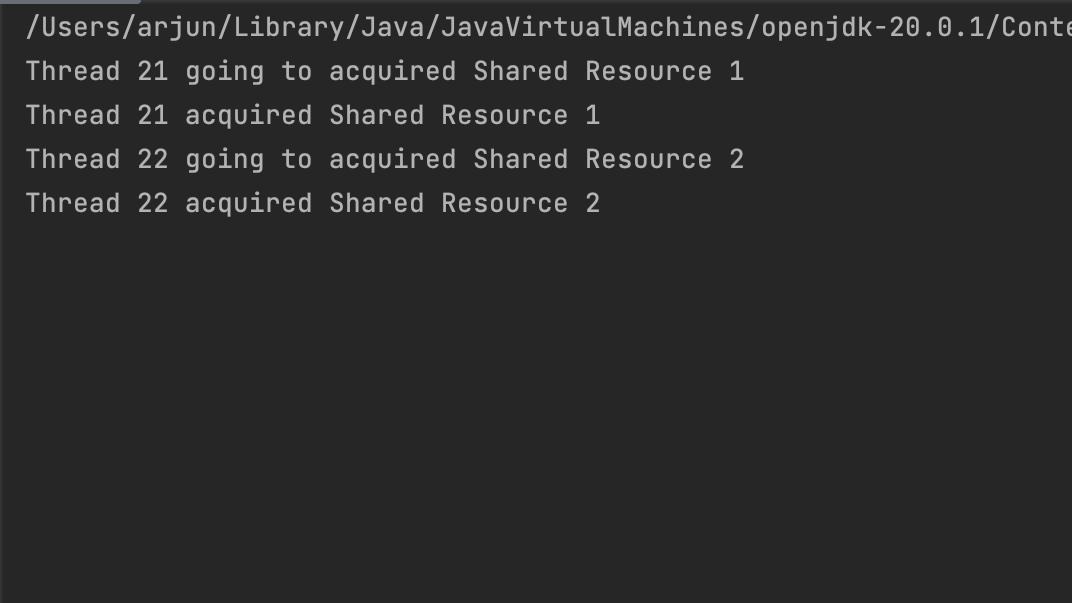 /Users/arjun/Library/Java/JavaVirtualMachines/openjdk-20.0.1/Conte
Thread 21 going to acquired Shared Resource 1
Thread 21 acquired Shared Resource 1
Thread 22 going to acquired Shared Resource 2
Thread 22 acquired Shared Resource 2